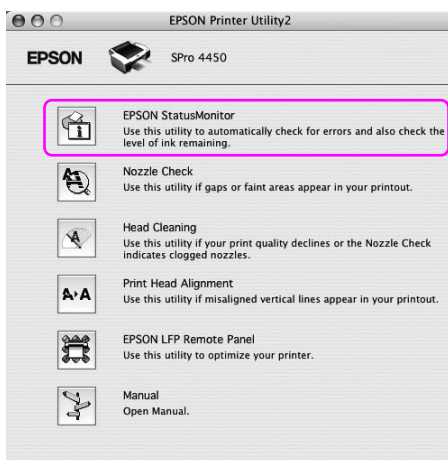 EPSON Printer Utility2
EPSON
SPro 4450
EPSON StatusMonitor
Use this utility to automatically check for errors and also check the
level of ink remaining.
Nozzle Check
Use this utility if gaps or faint areas appear in your printout.
Head Cleaning
Use this utility if your print quality declines or the Nozzle Check
indicates clogged nozzles.
A›A
Print Head Alignment
Use this utility if misaligned vertical lines appear in your printout.
EPSON LFP Remote Panel
Use this utility to optimize your printer.
Manual
Open Manual.